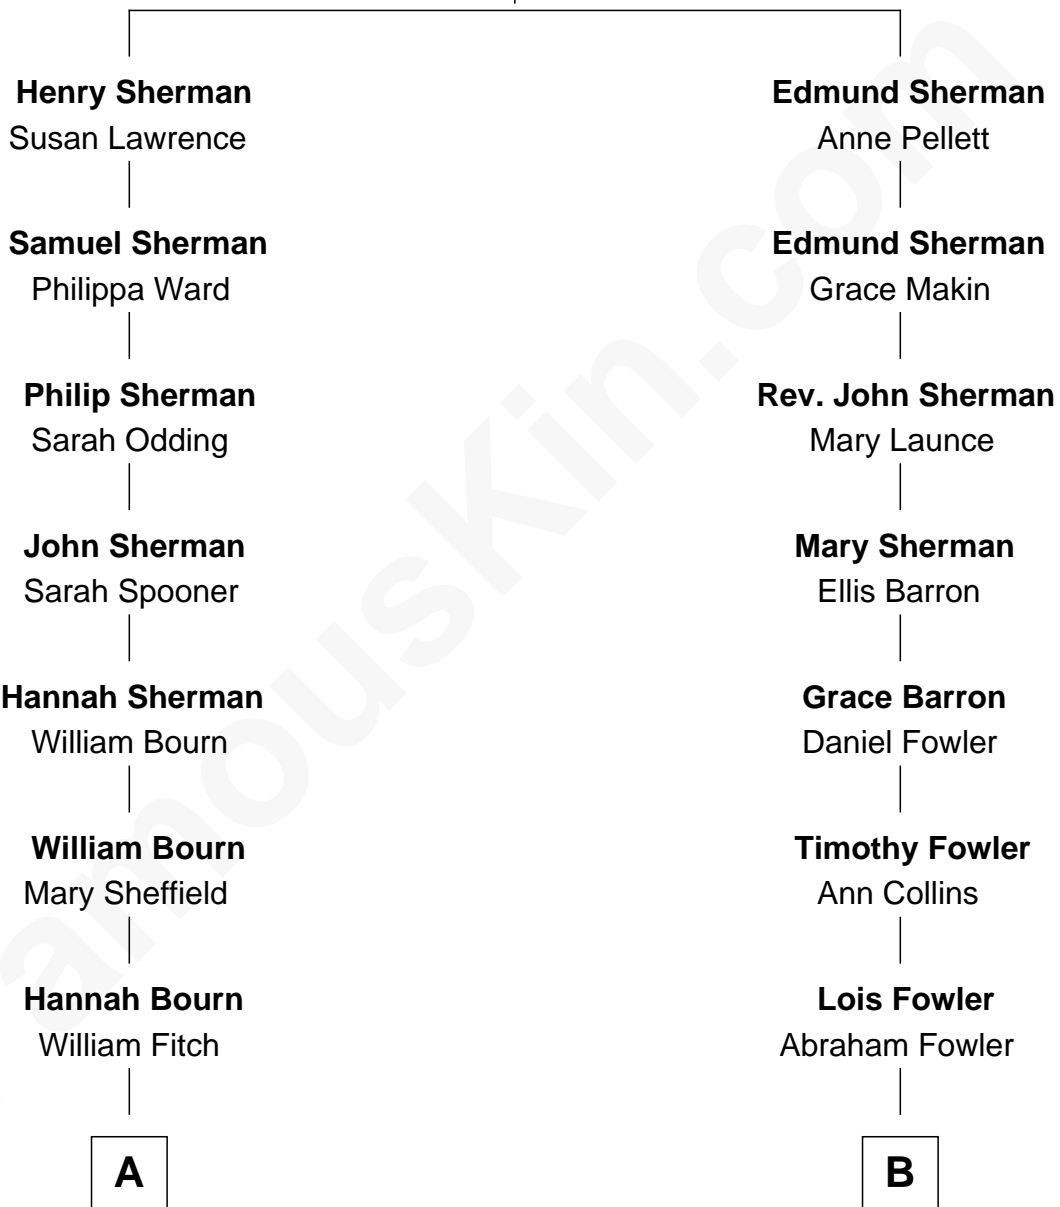 Henry Sherman
Susan Lawrence
Samuel Sherman
Philippa Ward
Philip Sherman
Sarah Odding
John Sherman
Sarah Spooner
Hannah Sherman
William Bourn
William Bourn
Mary Sheffield
Hannah Bourn
William Fitch
A
Edmund Sherman
Anne Pellett
Edmund Sherman
Grace Makin
Rev. John Sherman
Mary Launce
Mary Sherman
Ellis Barron
Grace Barron
Daniel Fowler
Timothy Fowler
Ann Collins
Lois Fowler
Abraham Fowler
B
amousKin.com